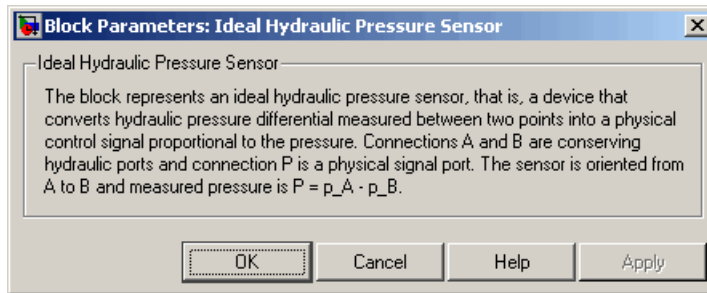 Block Parameters: Ideal Hydraulic Pressure Sensor
Ideal Hydraulic Pressure Sensor
The block represents an ideal hydraulic pressure sensor, that is, a device that
converts hydraulic pressure differential measured between two points into a physical
control signal proportional to the pressure. Connections A and B are conserving
hydraulic ports and connection P is a physical signal port. The sensor is oriented from
A to B and measured pressure is P = p_A - p_B.
OK Cancel Help Apply